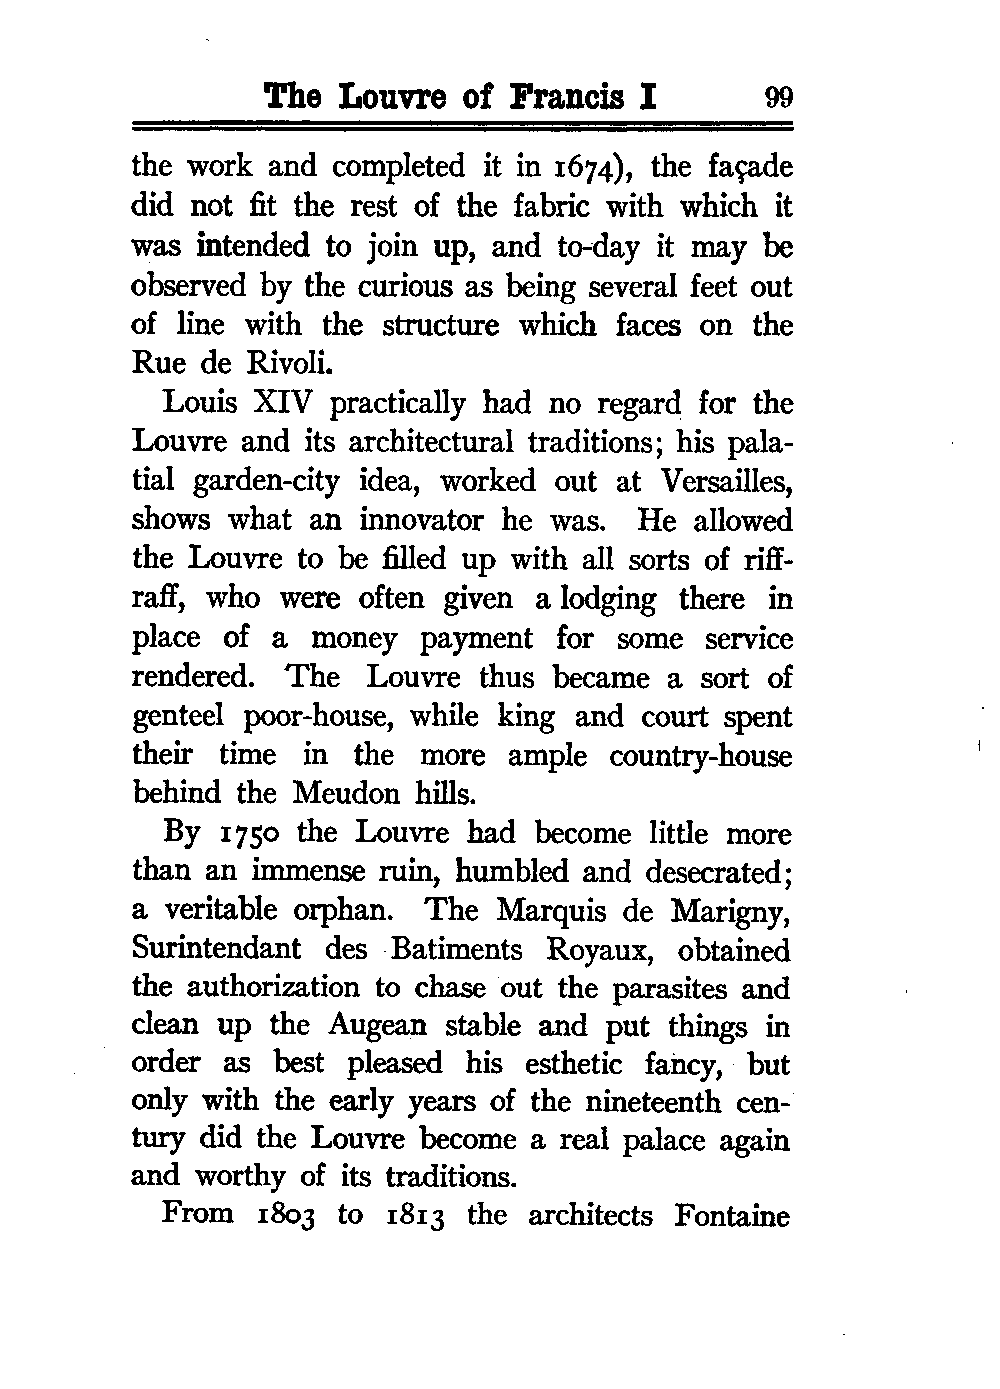 The Louvre of Francis I 99
the work and completed it in 1674), the façade
did not fit the rest of the fabric with which it
was intended to join up, and to-day it may be
observed by the curious as being several feet out
of line with the structure which faces on the
Rue de Rivoli.
Louis XIV practically had no regard for the
Louvre and its architectural traditions; his pala-
tial garden-city idea, worked out at Versailles,
shows what an innovator he was. He allowed
the Louvre to be filled up with all sorts of riff-
raff, who were often given a lodging there in
place of a money payment for some service
rendered. The Louvre thus became a sort of
genteel poor-house, while king and court spent
their time in the more ample country-house
behind the Meudon hills.
By 1750 the Louvre had become little more
than an immense ruin, humbled and desecrated;
a veritable orphan. The Marquis de Marigny,
Surintendant des Batiments Royaux, obtained
the authorization to chase out the parasites and
clean up the Augean stable and put things in
order as best pleased his esthetic fancy, but
only with the early years of the nineteenth cen-
tury did the Louvre become a real palace again
and worthy of its traditions.
From 1803 to 1813 the architects Fontaine